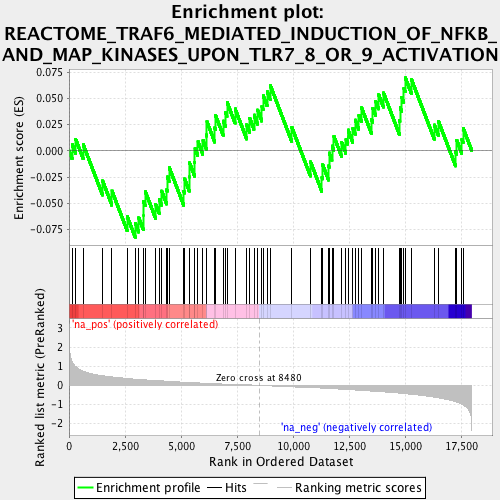 Enrichment plot:
REACTOME_TRAF6_MEDIATED_INDUCTION_OF_NFKB_
AND_MAP_KINASES_UPON_TLR7_8_OR_9_ACTIVATION
Enrichment score (ES)
0.075
0.050
0.025
0.000
-0.025
-0.050
-0.075
'na_pos' (positively correlated)
Ranked list metric (PreRanked)
3
2
1
0
-1
-2
Zero cross at 8480
'na_neg' (negatively correlated)
0
2,500
5,000
7,500
10,000
12,500
15,000
17,500
Rank in Ordered Dataset
Enrichment profile
Hits
Ranking metric scores